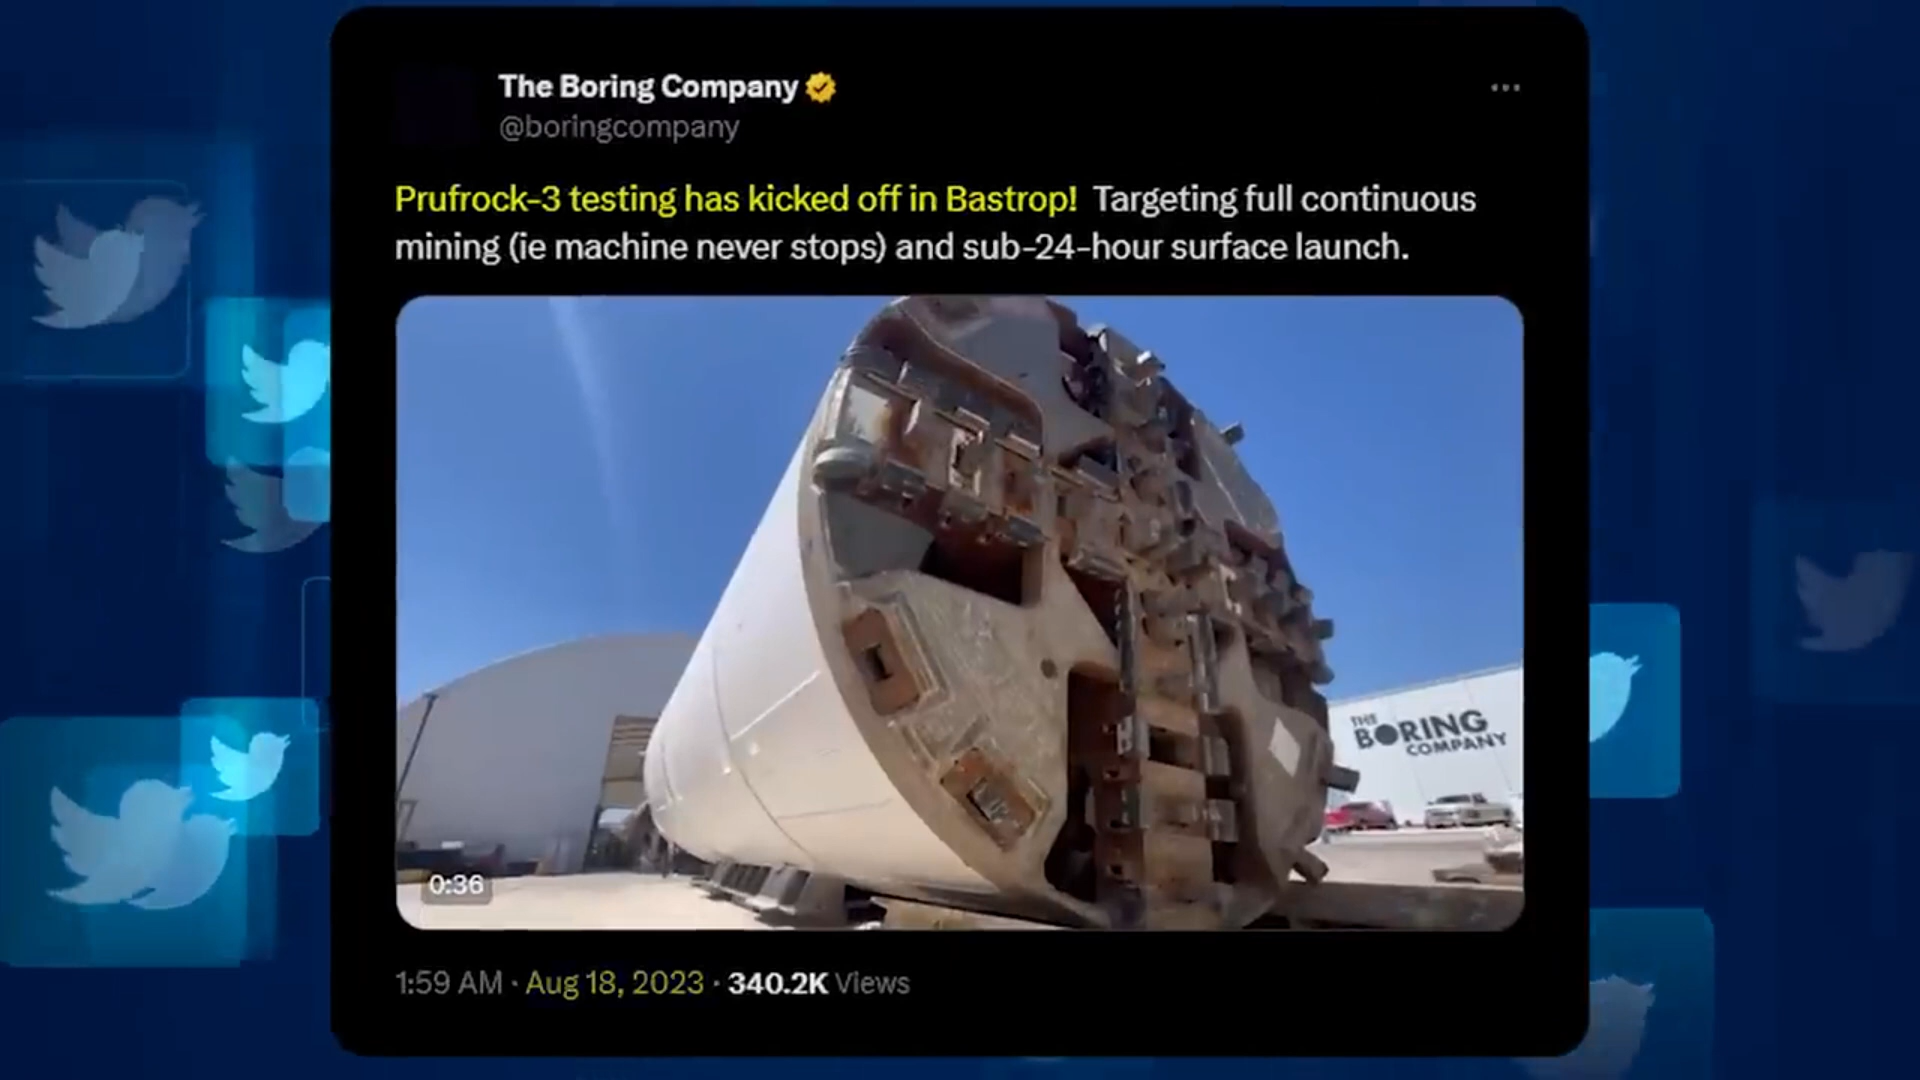 The Boring Company
@boringcompany
Prufrock-3 testing has kicked off in Bastrop! Targeting full continuous
mining (ie machine never stops) and sub-24-hour surface launch.
THE
BORING
COMPANY
0:36
1:59 AM · Aug 18, 2023 · 340.2K Views